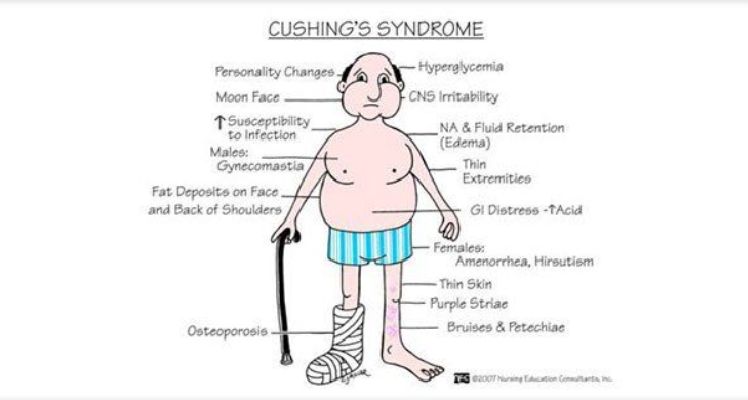 CUSHING'S SYNDROME
Personality Changes
Hyperglycemia
Moon Face
CNS Irritability
↑Susceptibility
to Infection
NA & Fluid Retention
(Edema)
Males:
Gynecomastia
Thin
Extremities
Fat Deposits on Face
and Back of Shoulders
GI Distress -↑Acid
Females:
Amenorrhea, Hirsutism
Thin Skin
Purple Striae
Bruises & Petechiae
Osteoporosis
©2007 Nursing Education Consultants, Inc.